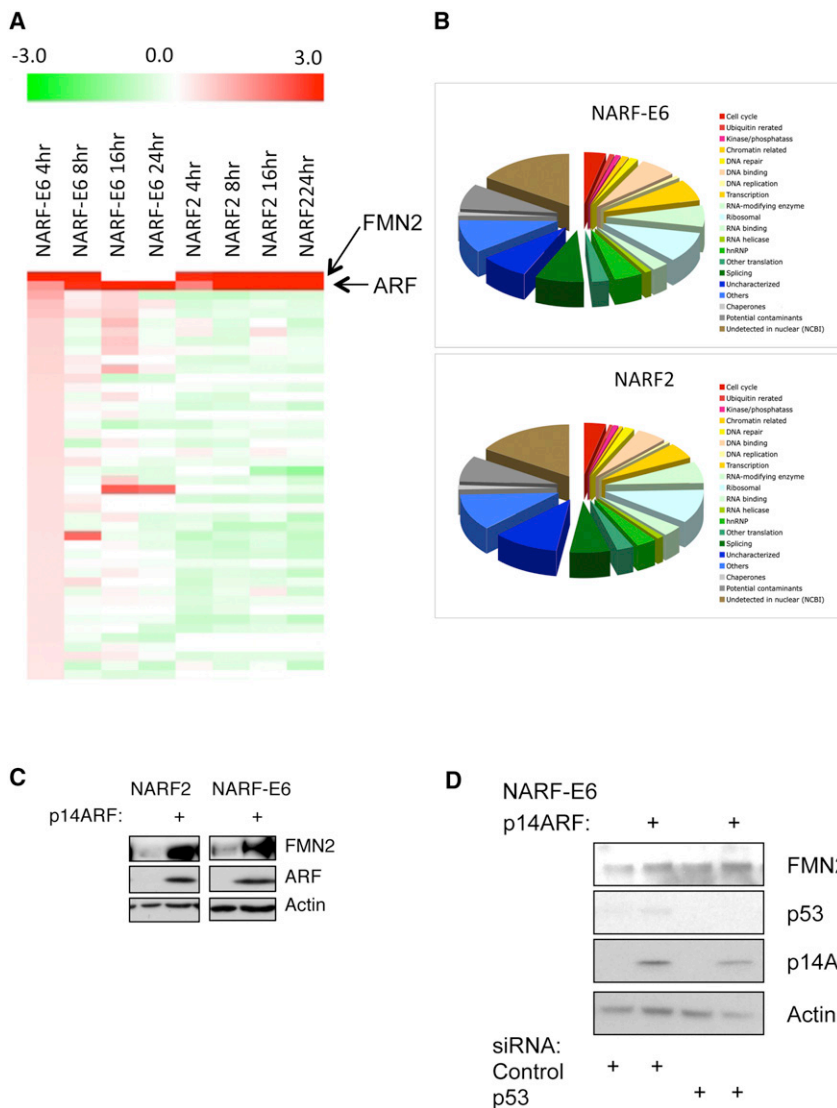 A
-3.0 0.0 3.0
NARF-E6 4hr
NARF-E6 8hr
NARF-E6 16hr
NARF-E6 24hr
NARF2 4hr
NARF2 8hr
NARF2 16hr
NARF224hr
FMN2
ARF
B
NARF-E6
Cell cycle
Ubiquitin rerated
Kinase/phosphatass
Chromatin related
DNA repair
DNA binding
DNA replication
Transcription
RNA-modifying enzyme
Ribosomal
RNA binding
RNA helicase
hnRNP
Other translation
Splicing
Uncharacterized
Others
Chaperones
Potential contaminants
Undetected in nuclear (NCBI)
NARF2
Cell cycle
Ubiquitin rerated
Kinase/phosphatass
Chromatin related
DNA repair
DNA binding
DNA replication
Transcription
RNA-modifying enzyme
Ribosomal
RNA binding
RNA helicase
hnRNP
Other translation
Splicing
Uncharacterized
Others
Chaperones
Potential contaminants
Undetected in nuclear (NCBI)
C
NARF2 NARF-E6
p14ARF: + +
FMN2
ARF
Actin
D
NARF-E6
p14ARF: + +
FMN2
p53
p14A
Actin
siRNA:
Control + +
p53 + +